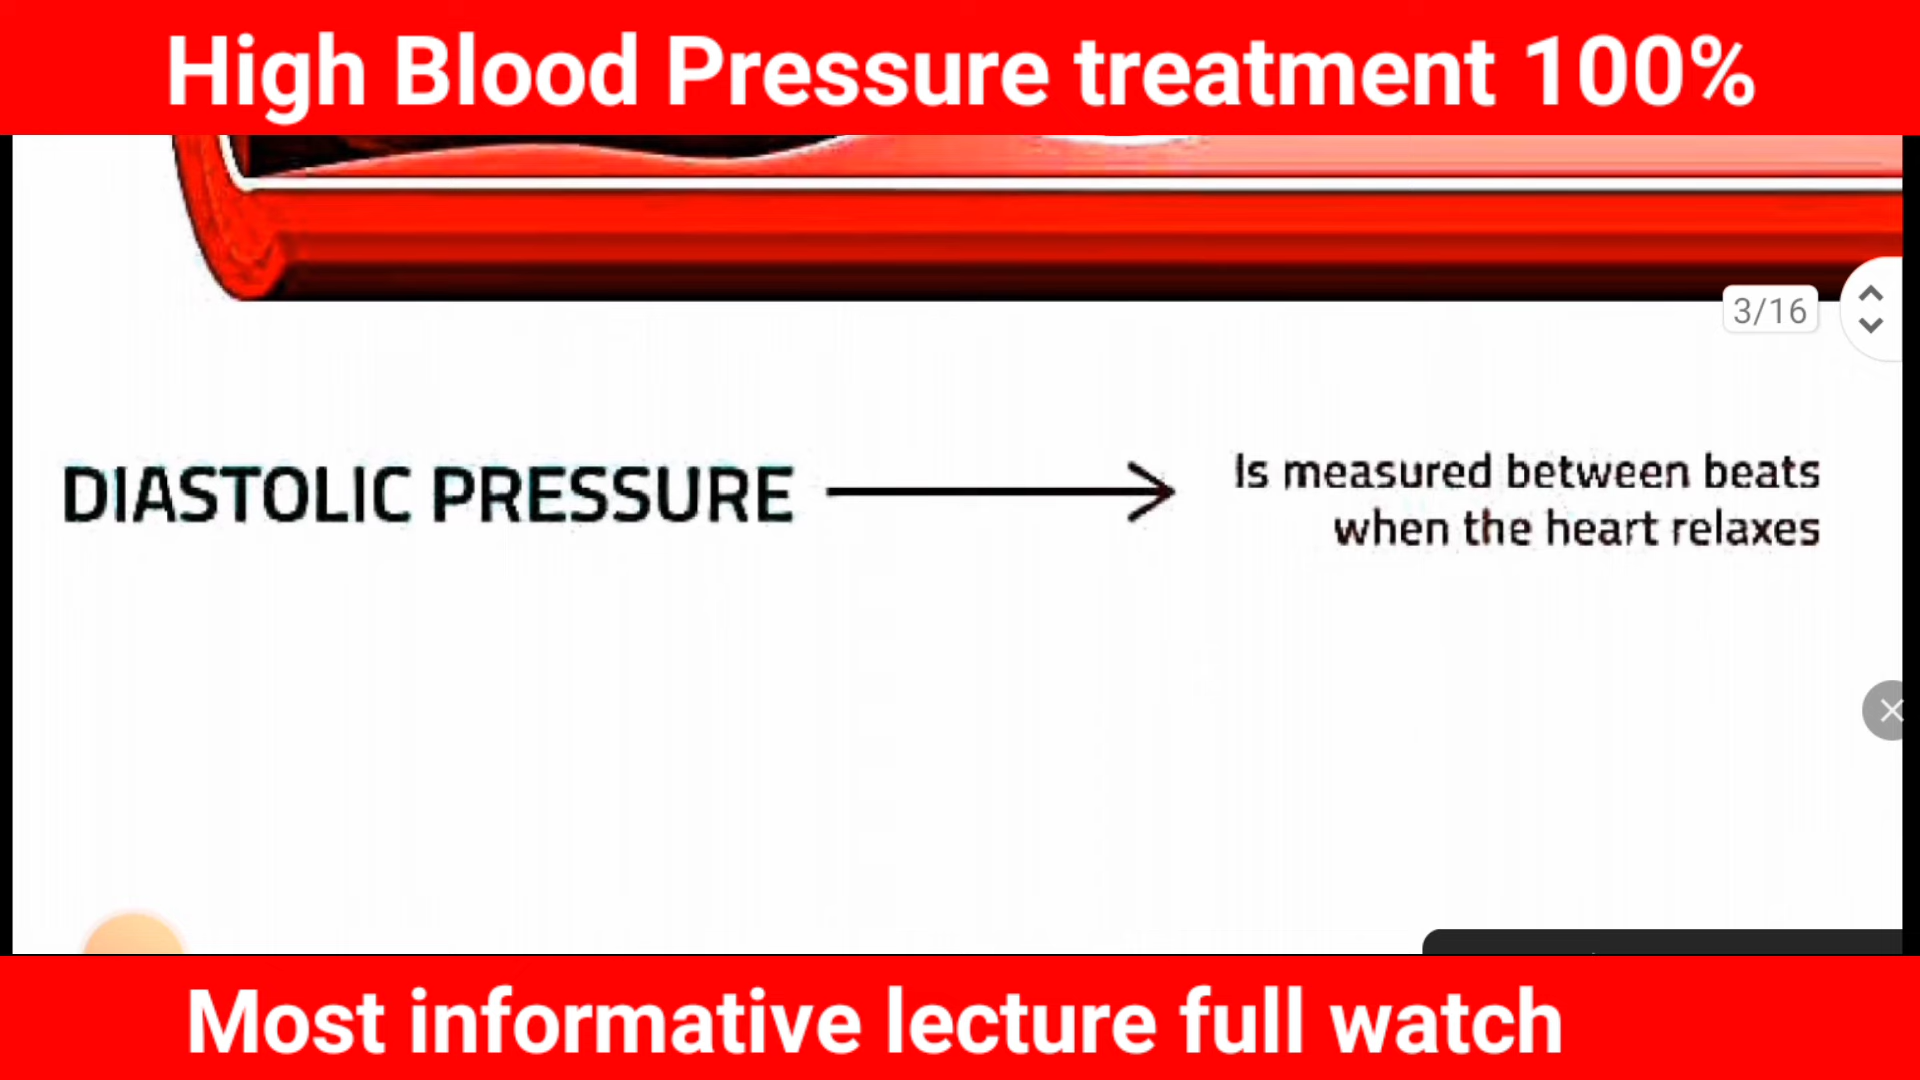 High Blood Pressure treatment 100%
3/16
DIASTOLIC PRESSURE
Is measured between beats
when the heart relaxes
Most informative lecture full watch